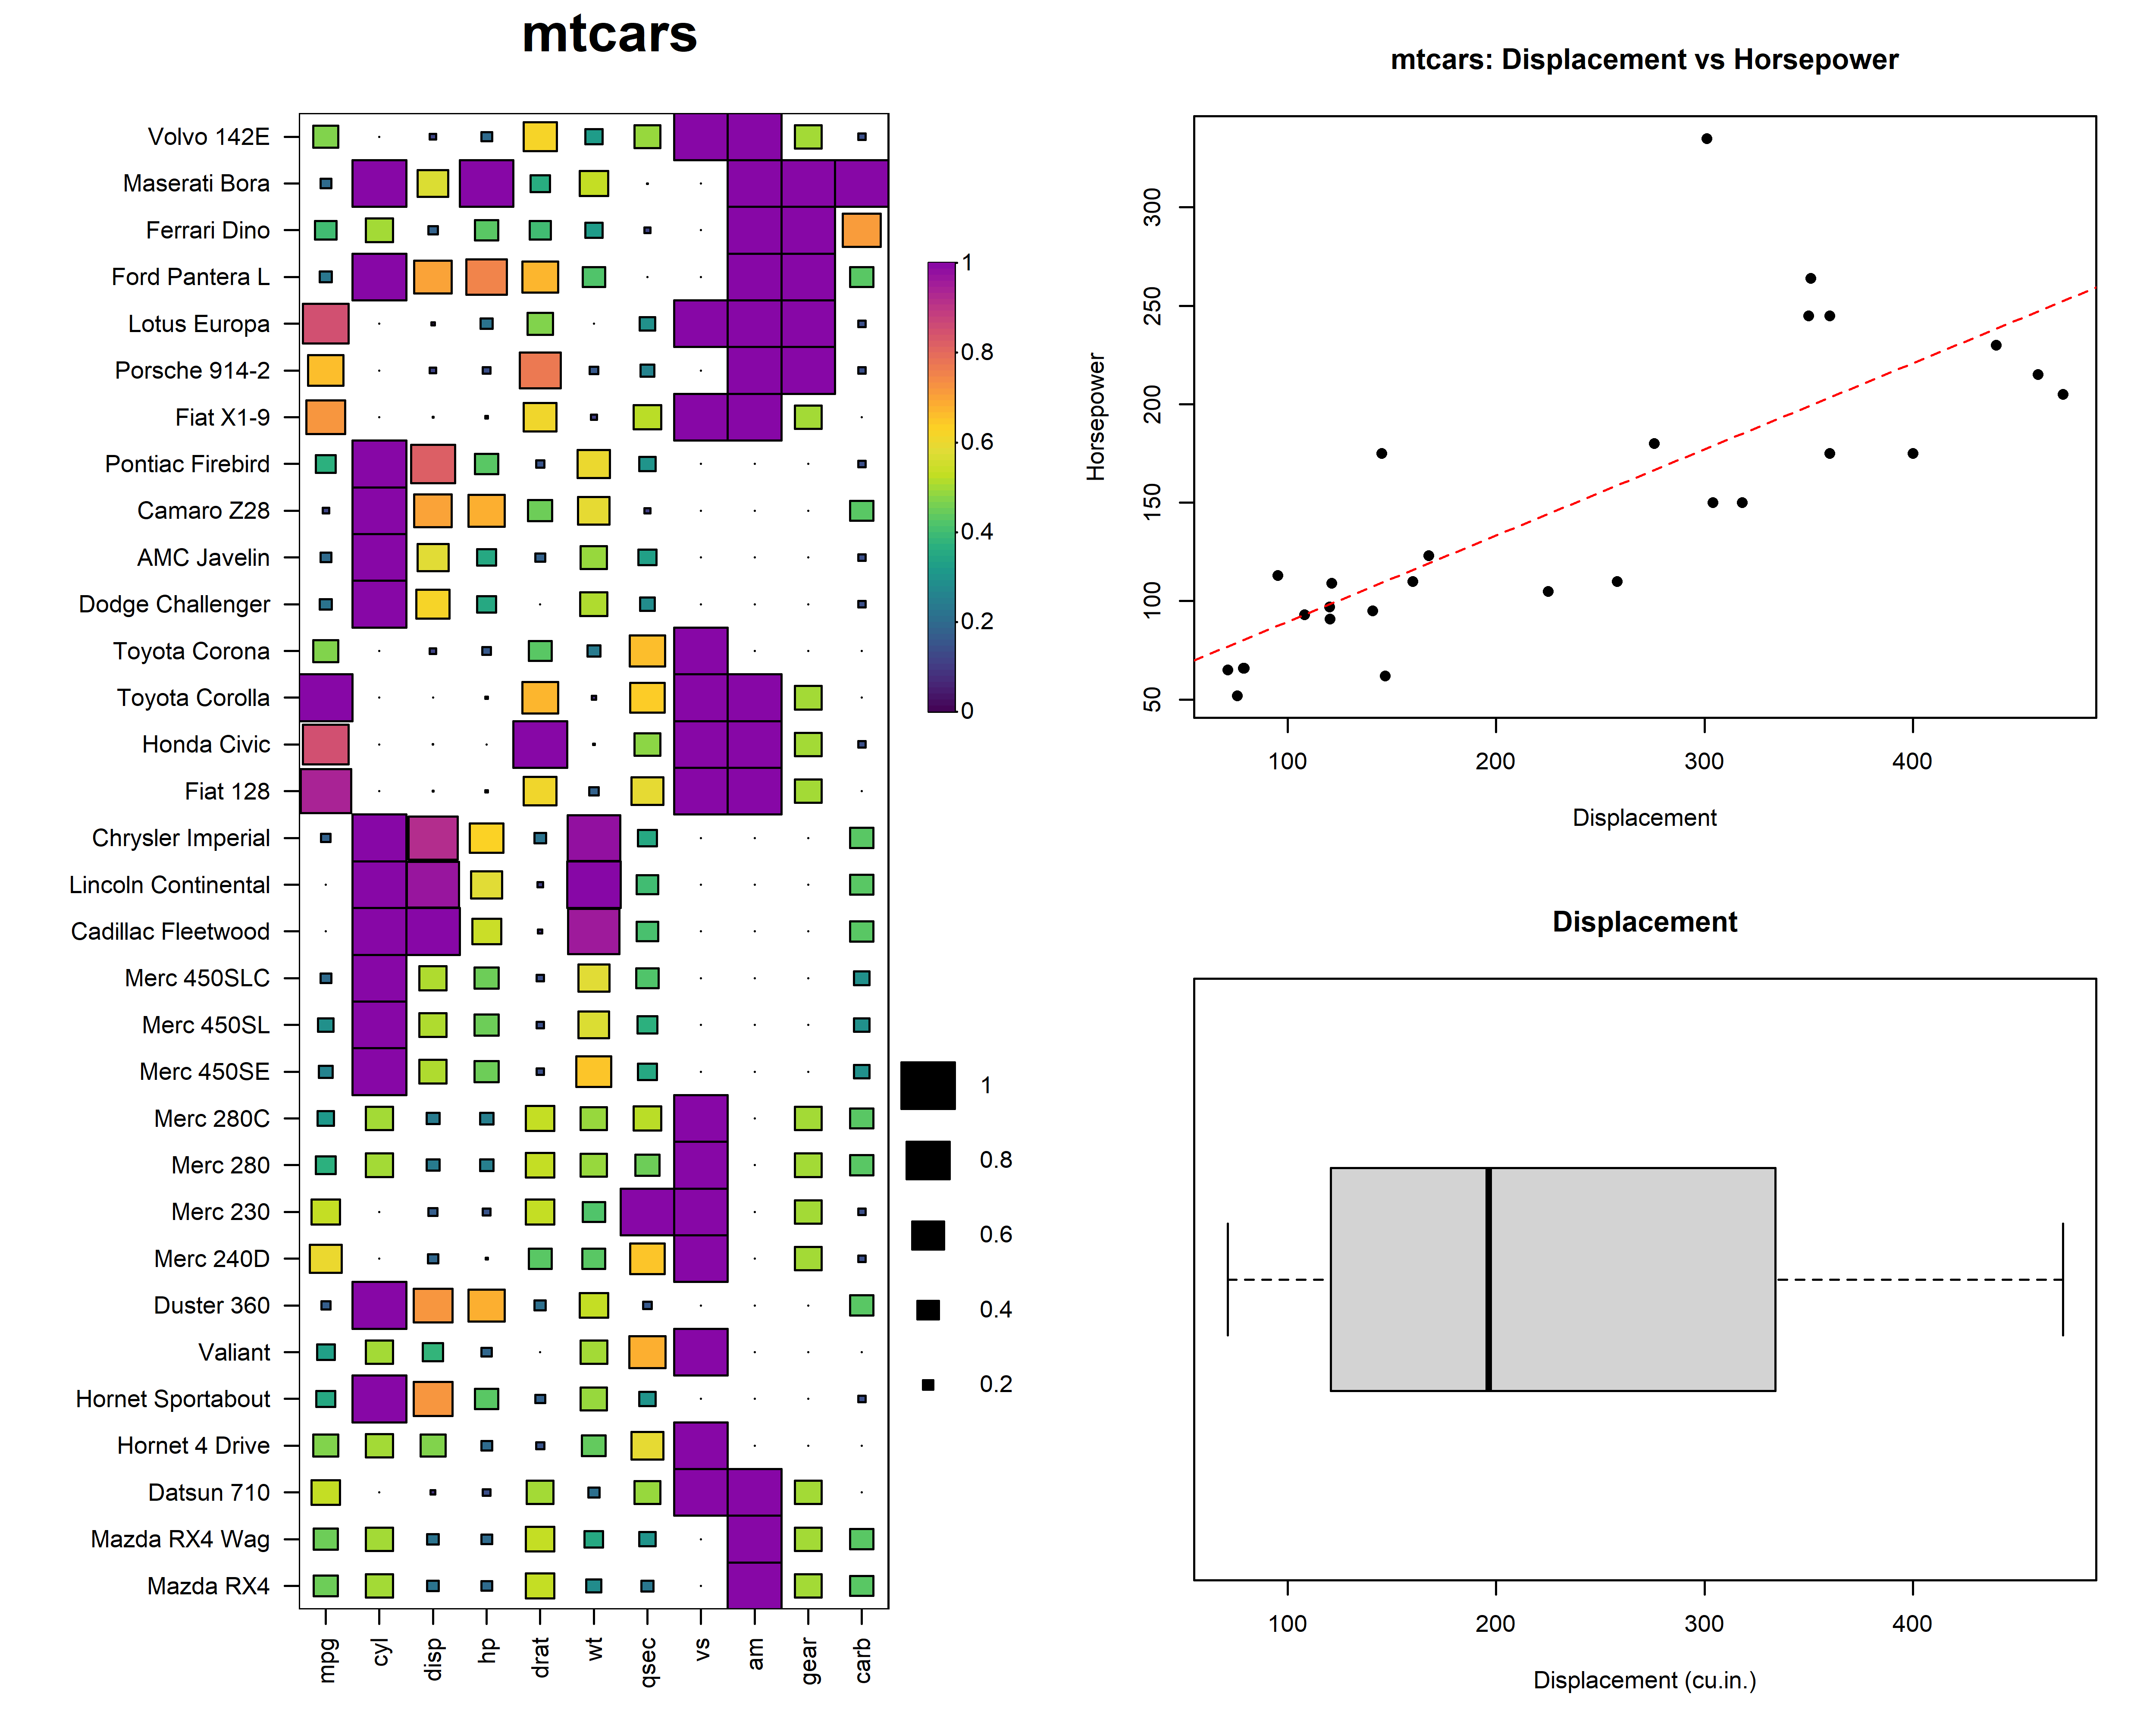 mtcars
Volvo 142E
Maserati Bora
Ferrari Dino
Ford Pantera L
Lotus Europa
Porsche 914-2
Fiat X1-9
Pontiac Firebird
Camaro Z28
AMC Javelin
Dodge Challenger
Toyota Corona
Toyota Corolla
Honda Civic
Fiat 128
Chrysler Imperial
Lincoln Continental
Cadillac Fleetwood
Merc 450SLC
Merc 450SL
Merc 450SE
Merc 280C
Merc 280
Merc 230
Merc 240D
Duster 360
Valiant
Hornet Sportabout
Hornet 4 Drive
Datsun 710
Mazda RX4 Wag
Mazda RX4
mpg cyl disp hp drat wt qsec vs am gear carb
1
0.8
0.6
0.4
0.2
0
1
0.8
0.6
0.4
0.2
mtcars: Displacement vs Horsepower
Horsepower
300
250
200
150
100
50
100 200 300 400
Displacement
Displacement
100 200 300 400
Displacement (cu.in.)